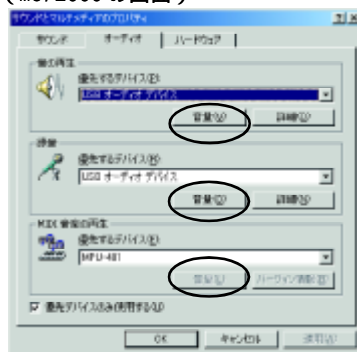 サウンドとマルチメディアのプロパティ
サウンド オーディオ ハードウェア
音の再生
優先するデバイス(P):
USB オーディオ デバイス
音量(V) 詳細(D)
録音
優先するデバイス(R):
USB オーディオ デバイス
音量(O) 詳細(N)
MIDI 音楽の再生
優先するデバイス(F):
MPU-401
音量(L) バージョン情報(B)
優先デバイスのみ使用する(U)
OK キャンセル 適用(A)